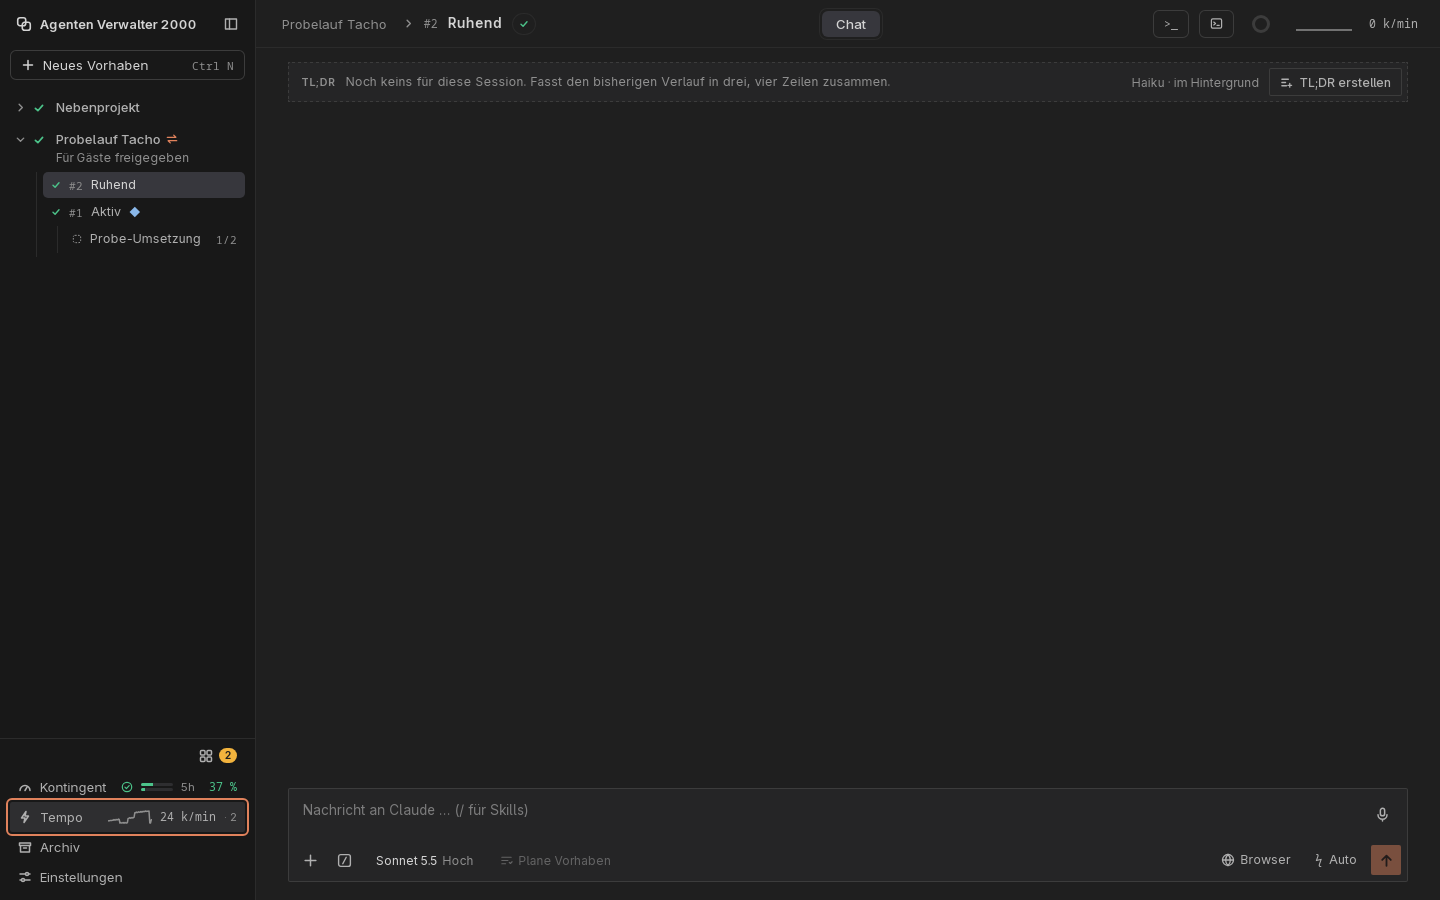 Agenten Verwalter 2000
Neues Vorhaben Ctrl N
Nebenprojekt
Probelauf Tacho
Für Gäste freigegeben
#2 Ruhend
#1 Aktiv
Probe-Umsetzung 1/2
2
Kontingent 5h 37 %
Tempo 24 k/min · 2
Archiv
Einstellungen
Probelauf Tacho #2 Ruhend
Chat
>_
0 k/min
TL;DR Noch keins für diese Session. Fasst den bisherigen Verlauf in drei, vier Zeilen zusammen.
Haiku · im Hintergrund TL;DR erstellen
Nachricht an Claude … (/ für Skills)
Sonnet 5.5 Hoch Plane Vorhaben
Browser Auto